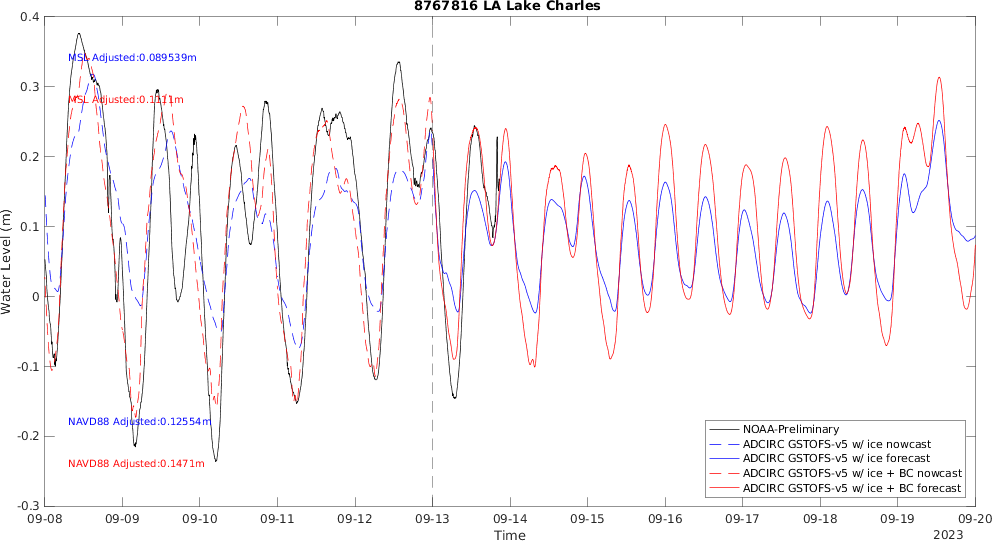 8767816 LA Lake Charles
0.4
0.3
0.2
0.1
0
-0.1
-0.2
-0.3
Water Level (m)
MSL Adjusted:0.089539m
MSL Adjusted:0.1111m
NAVD88 Adjusted:0.12554m
NAVD88 Adjusted:0.1471m
NOAA-Preliminary
ADCIRC GSTOFS-v5 w/ ice nowcast
ADCIRC GSTOFS-v5 w/ ice forecast
ADCIRC GSTOFS-v5 w/ ice + BC nowcast
ADCIRC GSTOFS-v5 w/ ice + BC forecast
09-08 09-09 09-10 09-11 09-12 09-13 09-14 09-15 09-16 09-17 09-18 09-19 09-20
Time
2023